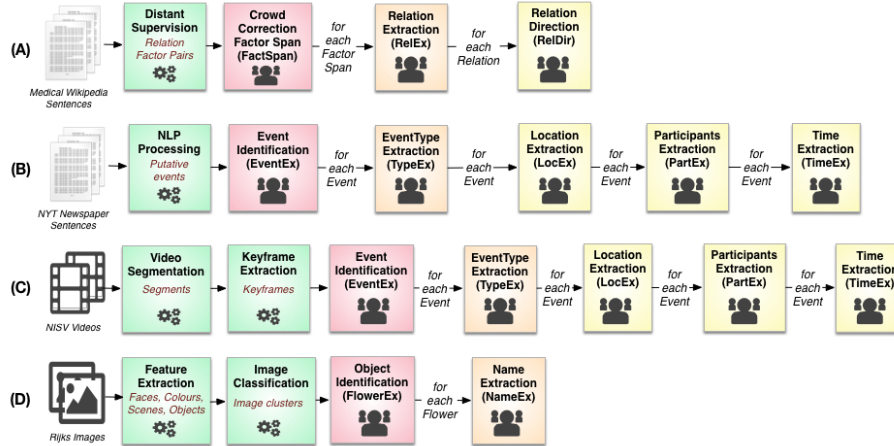 (A)
Medical Wikipedia
Sentences
Distant
Supervision
Relation
Factor Pairs
Crowd
Correction
Factor Span
(FactSpan)
for
each
Factor
Span
Relation
Extraction
(RelEx)
for
each
Relation
Relation
Direction
(RelDir)
(B)
NYT Newspaper
Sentences
NLP
Processing
Putative
events
Event
Identification
(EventEx)
for
each
Event
EventType
Extraction
(TypeEx)
for
each
Event
Location
Extraction
(LocEx)
for
each
Event
Participants
Extraction
(PartEx)
for
each
Event
Time
Extraction
(TimeEx)
(C)
NISV Videos
Video
Segmentation
Segments
Keyframe
Extraction
Keyframes
Event
Identification
(EventEx)
for
each
Event
EventType
Extraction
(TypeEx)
for
each
Event
Location
Extraction
(LocEx)
for
each
Event
Participants
Extraction
(PartEx)
for
each
Event
Time
Extraction
(TimeEx)
(D)
Rijks Images
Feature
Extraction
Faces, Colours,
Scenes, Objects
Image
Classification
Image clusters
Object
Identification
(FlowerEx)
for
each
Flower
Name
Extraction
(NameEx)